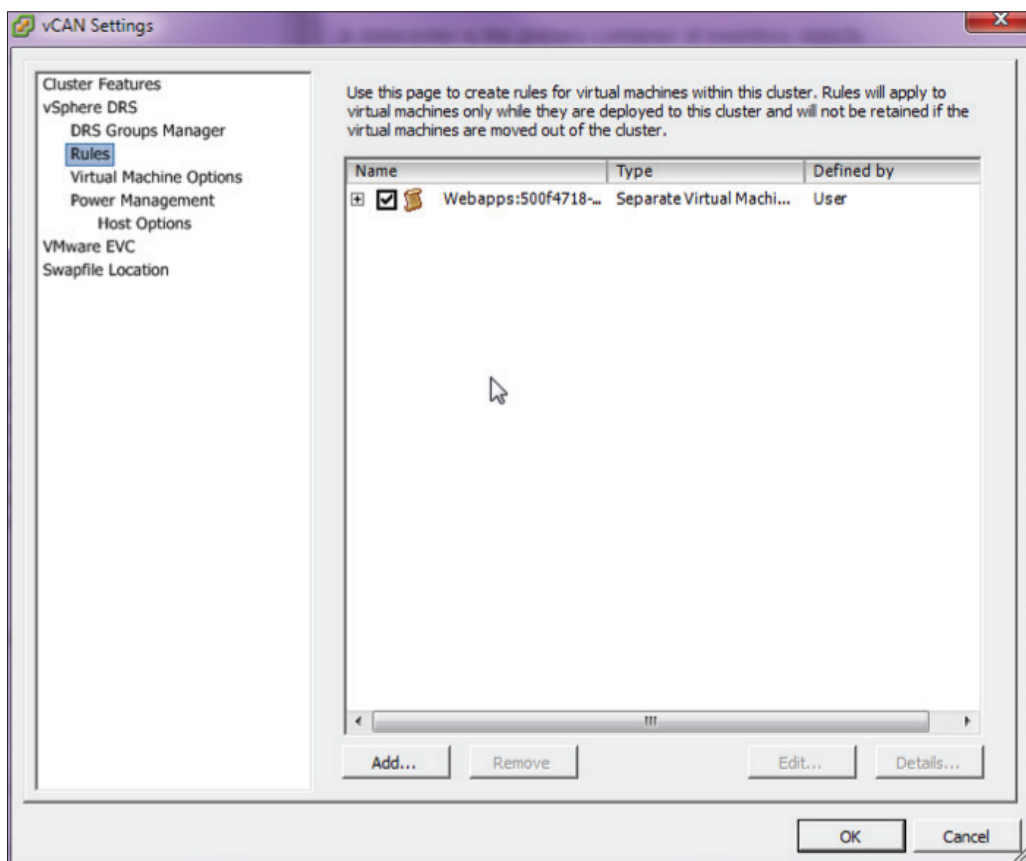 vCAN Settings
Cluster Features
vSphere DRS
DRS Groups Manager
Rules
Virtual Machine Options
Power Management
Host Options
VMware EVC
Swapfile Location
Use this page to create rules for virtual machines within this cluster. Rules will apply to
virtual machines only while they are deployed to this cluster and will not be retained if the
virtual machines are moved out of the cluster.
Name Type Defined by
Webapps:500f4718-... Separate Virtual Machi... User
Add... Remove Edit... Details...
OK Cancel